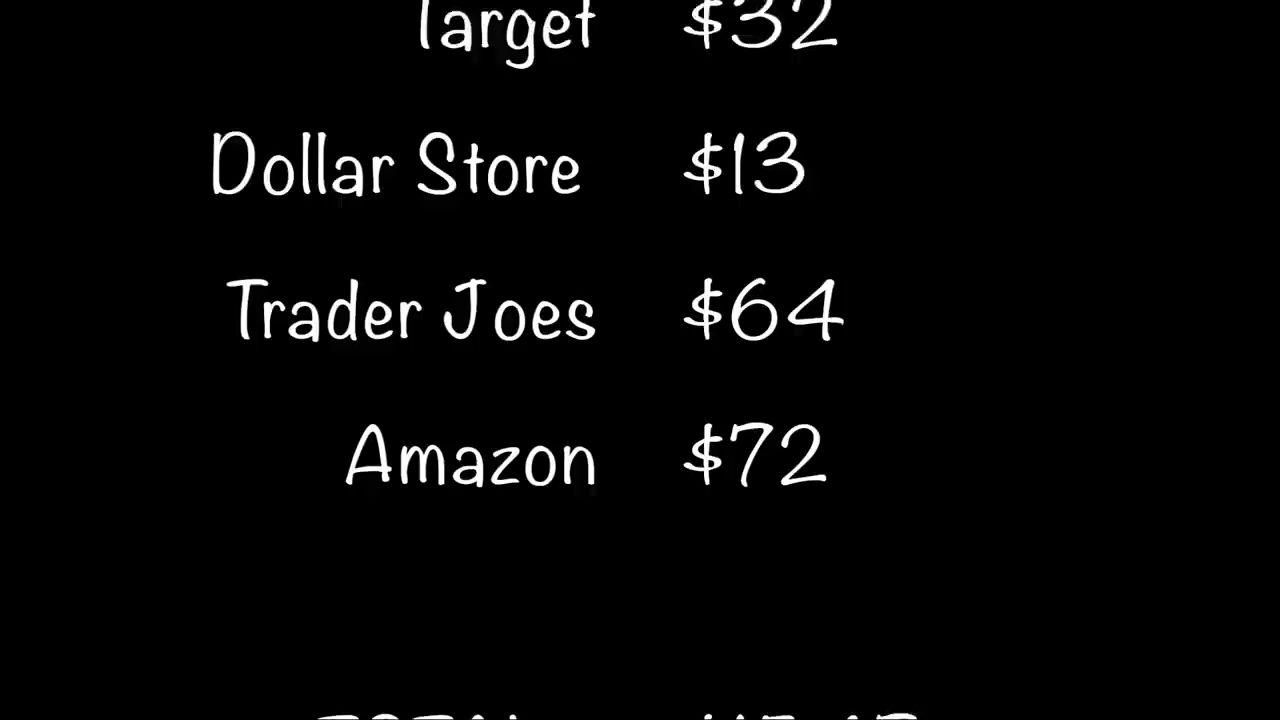 Target $32
Dollar Store $13
Trader Joes $64
Amazon $72